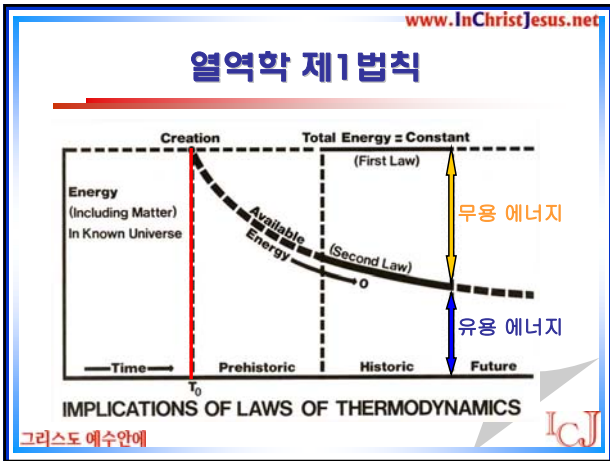 www.InChristJesus.net
열역학 제1법칙
Creation
Total Energy = Constant
(First Law)
Energy
(Including Matter)
In Known Universe
무용 에너지
Available
Energy
(Second Law)
→0
유용 에너지
Time
Prehistoric
Historic
Future
T0
IMPLICATIONS OF LAWS OF THERMODYNAMICS
그리스도 예수안에
ICJ